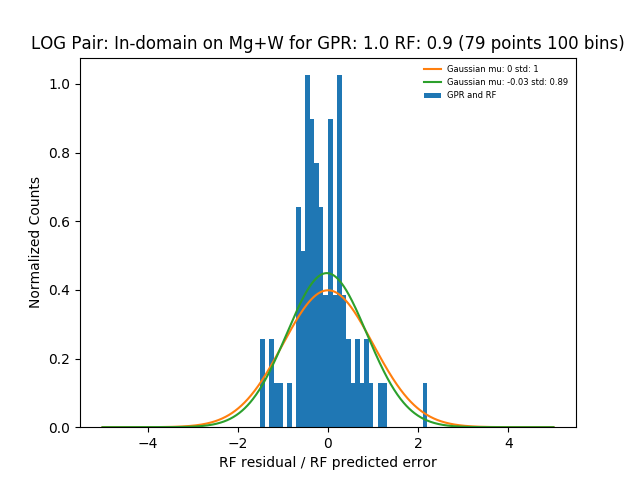 LOG Pair: In-domain on Mg+W for GPR: 1.0 RF: 0.9 (79 points 100 bins)
Gaussian mu: 0 std: 1
Gaussian mu: -0.03 std: 0.89
GPR and RF
Normalized Counts
1.0
0.8
0.6
0.4
0.2
0.0
−4
−2
0
2
4
RF residual / RF predicted error